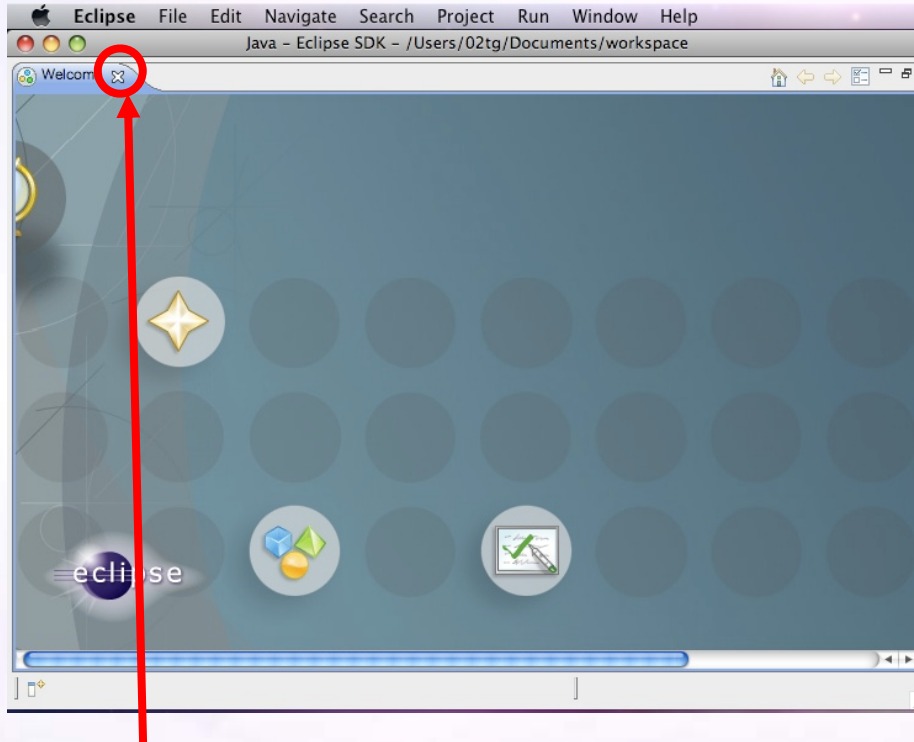 Eclipse File Edit Navigate Search Project Run Window Help
Java – Eclipse SDK – /Users/02tg/Documents/workspace
Welcom
eclipse